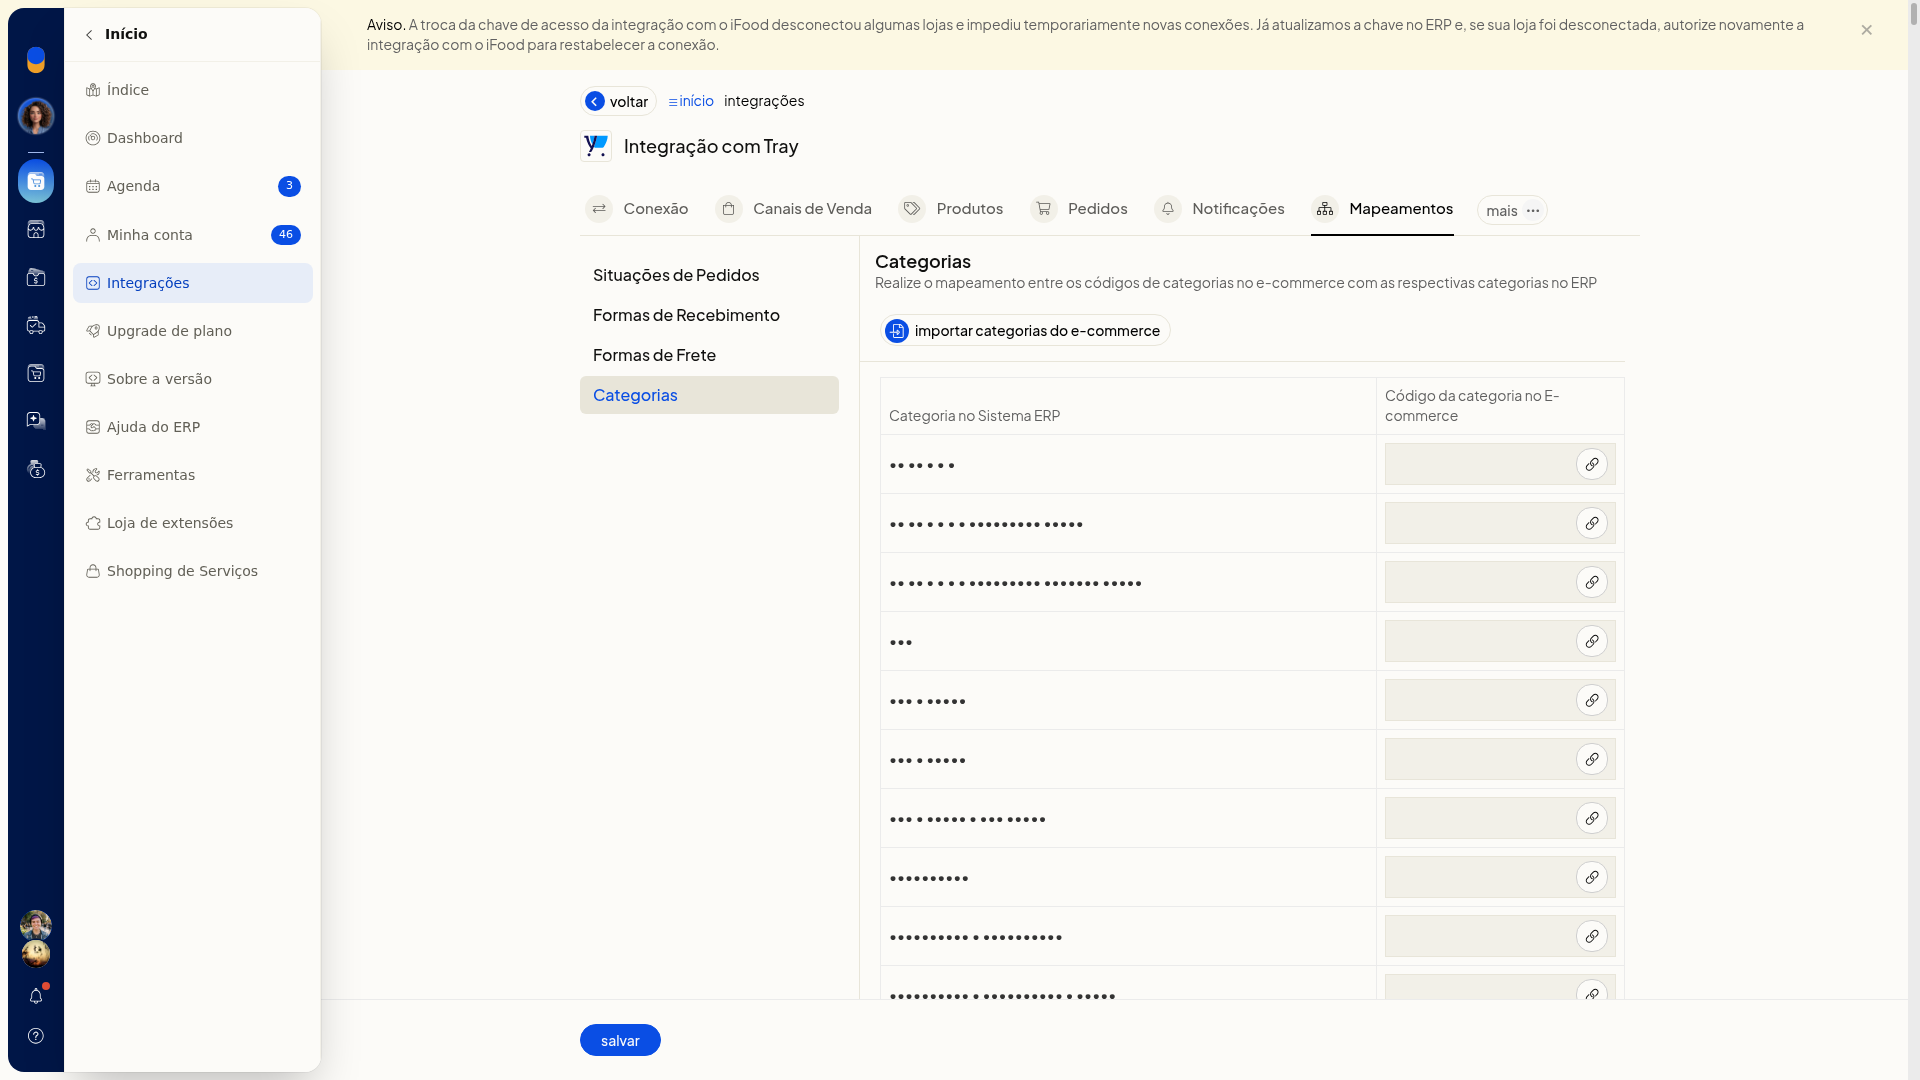 Início
Índice
Dashboard
Agenda
3
Minha conta
46
Integrações
Upgrade de plano
Sobre a versão
Ajuda do ERP
Ferramentas
Loja de extensões
Shopping de Serviços
Aviso. A troca da chave de acesso da integração com o iFood desconectou algumas lojas e impediu temporariamente novas conexões. Já atualizamos a chave no ERP e, se sua loja foi desconectada, autorize novamente a
integração com o iFood para restabelecer a conexão.
voltar
início
integrações
Integração com Tray
Conexão
Canais de Venda
Produtos
Pedidos
Notificações
Mapeamentos
mais
Situações de Pedidos
Formas de Recebimento
Formas de Frete
Categorias
Categorias
Realize o mapeamento entre os códigos de categorias no e-commerce com as respectivas categorias no ERP
importar categorias do e-commerce
Categoria no Sistema ERP
Código da categoria no E-
commerce
salvar